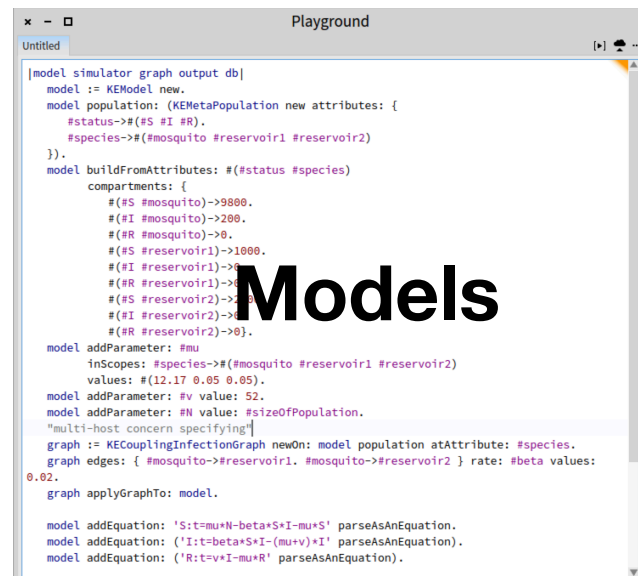 Playground
Untitled
|model simulator graph output db|
model := KEModel new.
model population: (KEMetaPopulation new attributes: {
#status->#(#S #I #R).
#species->#(#mosquito #reservoir1 #reservoir2)
}).
model buildFromAttributes: #(#status #species)
compartments: {
#(#S #mosquito)->9800.
#(#I #mosquito)->200.
#(#R #mosquito)->0.
#(#S #reservoir1)->1000.
#(#I #reservoir1)->
#(#R #reservoir1)->
#(#S #reservoir2)->
#(#I #reservoir2)->
#(#R #reservoir2)->0}.
Models
model addParameter: #mu
inScopes: #species->#(#mosquito #reservoir1 #reservoir2)
values: #(12.17 0.05 0.05).
model addParameter: #v value: 52.
model addParameter: #N value: #sizeOfPopulation.
"multi-host concern specifying"
graph := KECouplingInfectionGraph newOn: model population atAttribute: #species.
graph edges: { #mosquito->#reservoir1. #mosquito->#reservoir2 } rate: #beta values:
0.02.
graph applyGraphTo: model.
model addEquation: 'S:t=mu*N-beta*S*I-mu*S' parseAsAnEquation.
model addEquation: ('I:t=beta*S*I-(mu+v)*I' parseAsAnEquation).
model addEquation: ('R:t=v*I-mu*R' parseAsAnEquation).